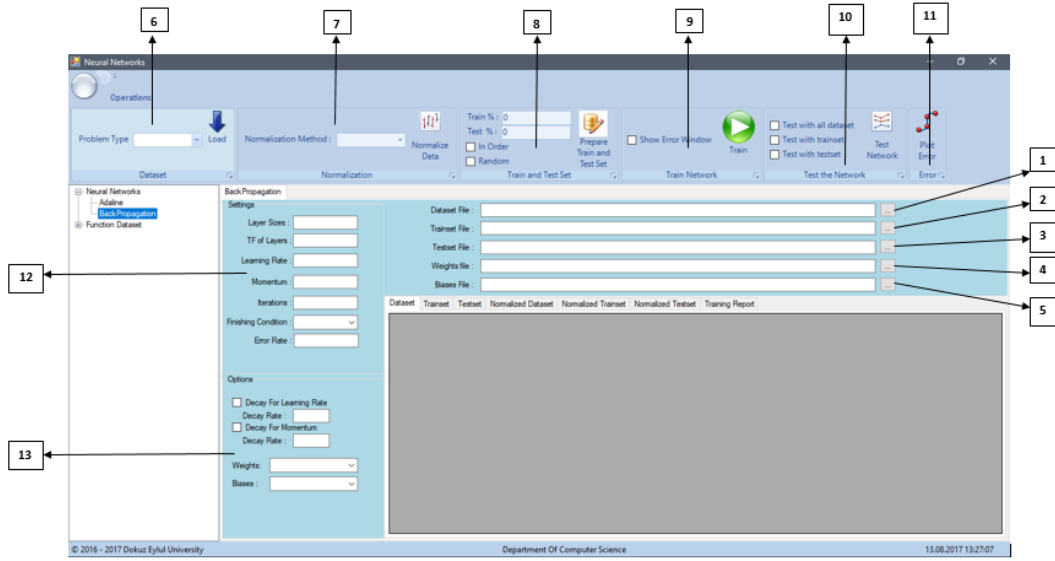 6
7
8
9
10
11
Neural Networks
Operations
Problem Type
Load
Dataset
Normalization Method :
Normalize
Data
Normalization
Train % : 0
Test % : 0
In Order
Random
Prepare
Train and
Test Set
Train and Test Set
Show Error Window
Train
Train Network
Test with all dataset
Test with trainset
Test with testset
Test
Network
Test the Network
Plot
Error
Error
1
2
3
4
5
12
13
Neural Networks
Adaline
BackPropagation
Function Dataset
BackPropagation
Settings
Layer Sizes :
TF of Layers :
Learning Rate :
Momentum :
Iterations :
Finishing Condition :
Error Rate :
Options
Decay For Learning Rate
Decay Rate :
Decay For Momentum
Decay Rate :
Weights:
Biases :
Dataset File :
...
Trainset File :
...
Testset File :
...
Weights file :
...
Biases File :
...
Dataset Trainset Testset Normalized Dataset Normalized Trainset Normalized Testset Training Report
© 2016 - 2017 Dokuz Eylul University
Department Of Computer Science
13.08.2017 13:27:07